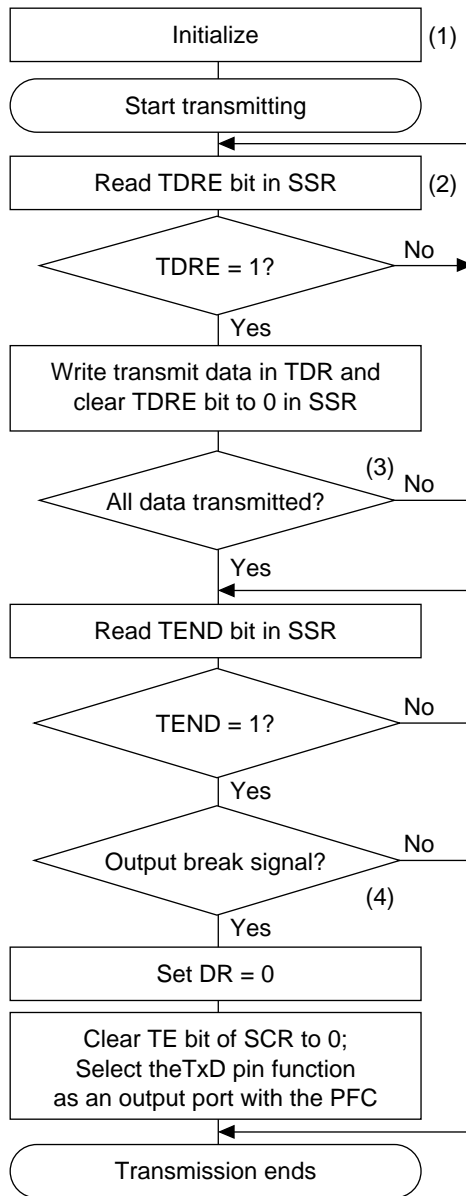 Initialize
(1)
Start transmitting
Read TDRE bit in SSR
(2)
TDRE = 1?
No
Yes
Write transmit data in TDR and
clear TDRE bit to 0 in SSR
(3)
All data transmitted?
No
Yes
Read TEND bit in SSR
TEND = 1?
No
Yes
Output break signal?
No
(4)
Yes
Set DR = 0
Clear TE bit of SCR to 0;
Select theTxD pin function
as an output port with the PFC
Transmission ends